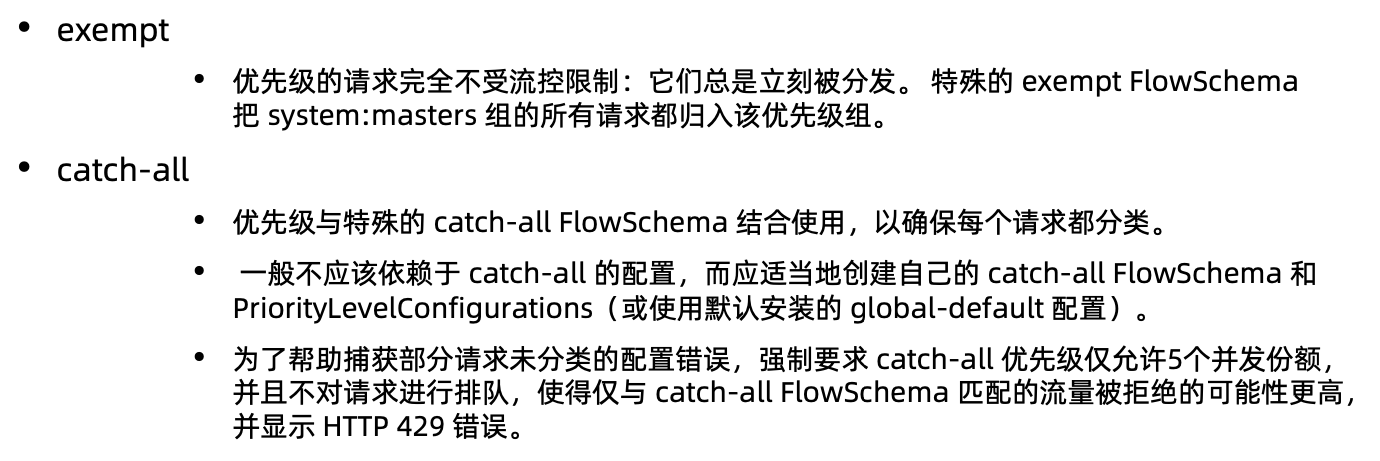 • exempt
• 优先级的请求完全不受流控限制：它们总是立刻被分发。 特殊的 exempt FlowSchema
把 system:masters 组的所有请求都归入该优先级组。
• catch-all
• 优先级与特殊的 catch-all FlowSchema 结合使用，以确保每个请求都分类。
• 一般不应该依赖于 catch-all 的配置，而应适当地创建自己的 catch-all FlowSchema 和
PriorityLevelConfigurations（或使用默认安装的 global-default 配置）。
• 为了帮助捕获部分请求未分类的配置错误，强制要求 catch-all 优先级仅允许5个并发份额，
并且不对请求进行排队，使得仅与 catch-all FlowSchema 匹配的流量被拒绝的可能性更高，
并显示 HTTP 429 错误。